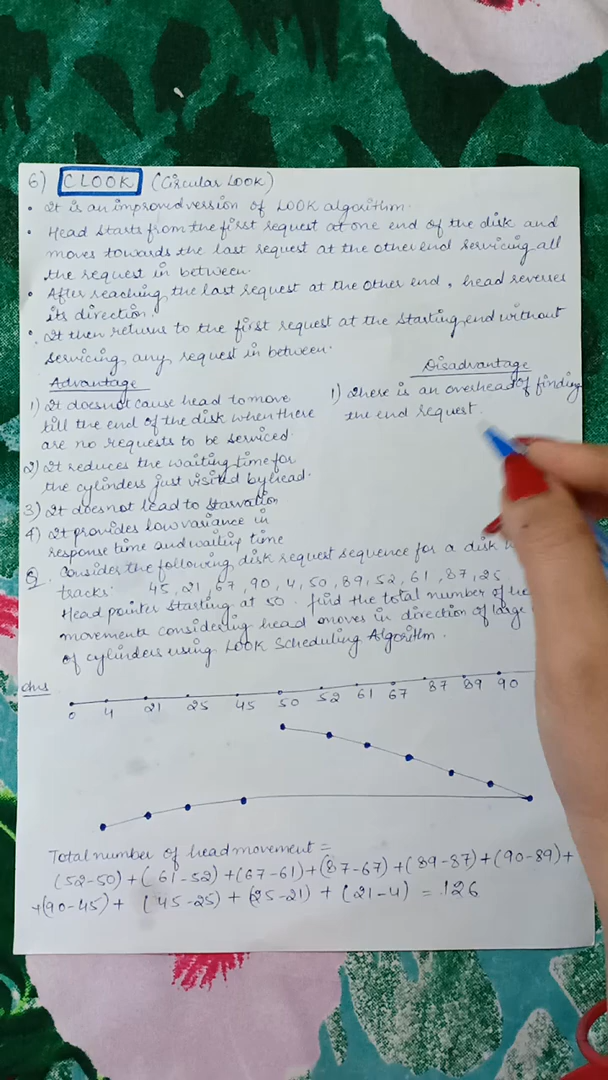 6) CLOOK (Circular LOOK)
• It is an improved version of LOOK algorithm.
• Head starts from the first request at one end of the disk and
moves towards the last request at the other end servicing all
the request in between.
• After reaching the last request at the other end, head reverses
its direction.
• It then returns to the first request at the starting end without
servicing any request in between.
Advantage
1) It does not cause head to move
till the end of the disk when there
are no requests to be serviced.
2) It reduces the waiting time for
the cylinders just visited by head.
3) It does not lead to starvation
4) It provides low variance in
response time and waiting time
Disadvantage
1) There is an overhead of finding
the end request.
Q. Consider the following disk request sequence for a disk
tracks. 45, 21, 67, 90, 4, 50, 89, 52, 61, 87, 25
Head pointer starting at 50. Find the total number of he
movements considering head moves in direction of large
of cylinders using LOOK Scheduling Algorithm.
Ans
0 4 21 25 45 50 52 61 67 87 89 90
Total number of head movement =
(52-50) + (61-52) + (67-61) + (87-67) + (89-87) + (90-89) +
+(90-45) + (45-25) + (25-21) + (21-4) = 126